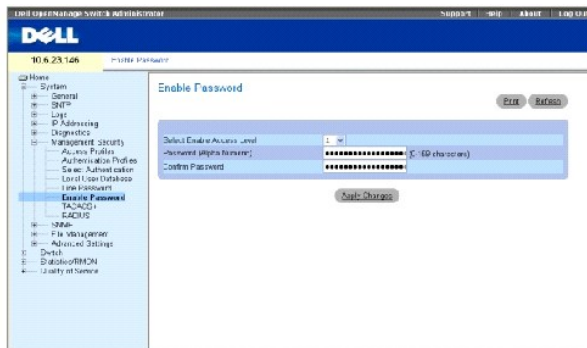 Dell OpenManage Switch Administrator
Support Help About Log Out
DELL
10.6.23.146
Enable Password
Home
System
General
SNTP
Logs
IP Addressing
Diagnostics
Management Security
Access Profiles
Authentication Profiles
Select Authentication
Local User Database
Line Password
Enable Password
TACACS+
RADIUS
SNMP
File Management
Advanced Settings
Switch
Statistics/RMON
Quality of Service
Enable Password
Print Refresh
Select Enable Access Level 1
Password (Alpha Numeric) (0-159 characters)
Confirm Password
Apply Changes